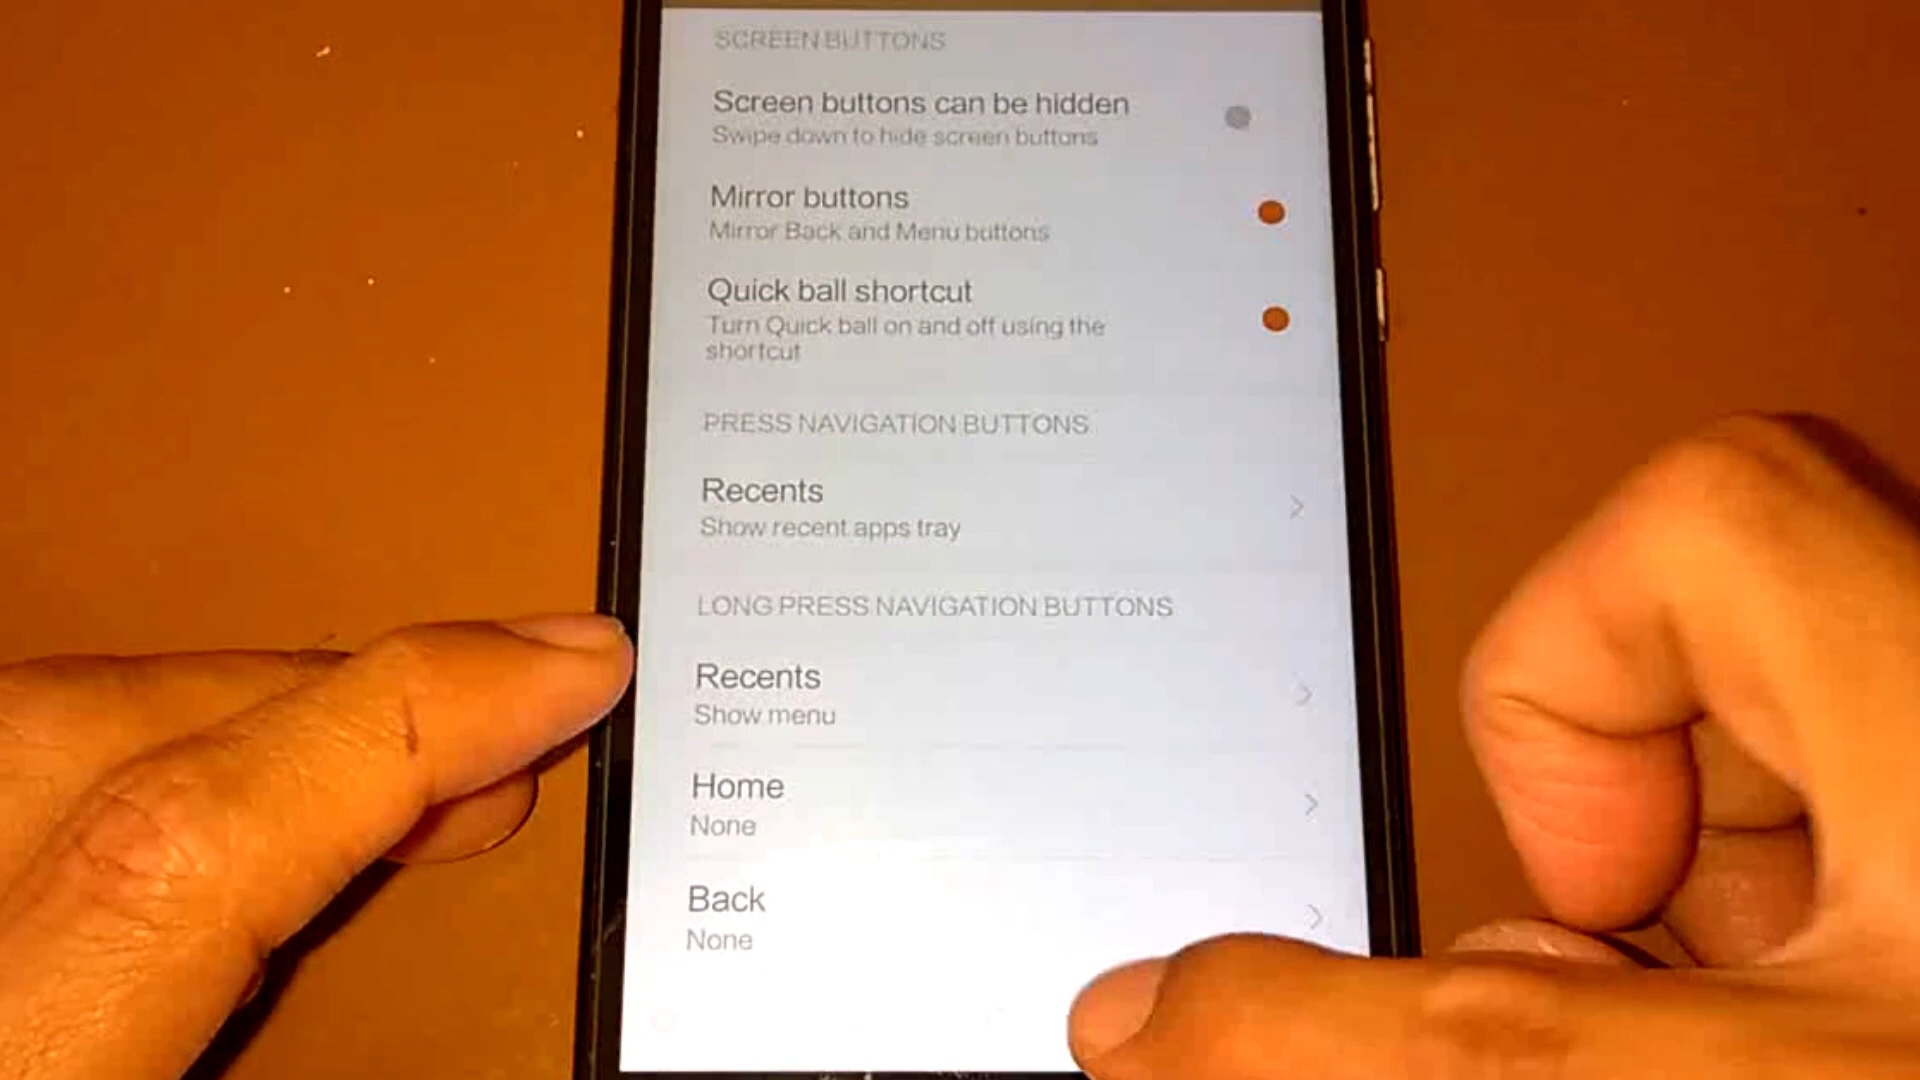 SCREEN BUTTONS
Screen buttons can be hidden
Swipe down to hide screen buttons
Mirror buttons
Mirror Back and Menu buttons
Quick ball shortcut
Turn Quick ball on and off using the
shortcut
PRESS NAVIGATION BUTTONS
Recents
Show recent apps tray
LONG PRESS NAVIGATION BUTTONS
Recents
Show menu
Home
None
Back
None